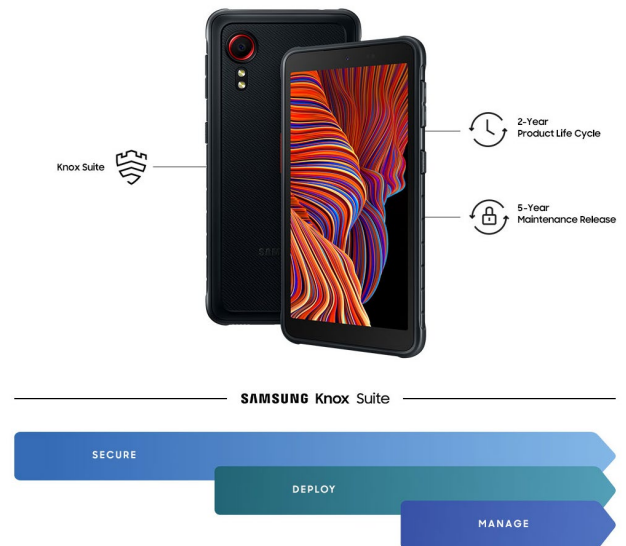 2-Year
Product Life Cycle
Knox Suite
5-Year
Maintenance Release
SAMSUNG Knox Suite
SECURE
DEPLOY
MANAGE